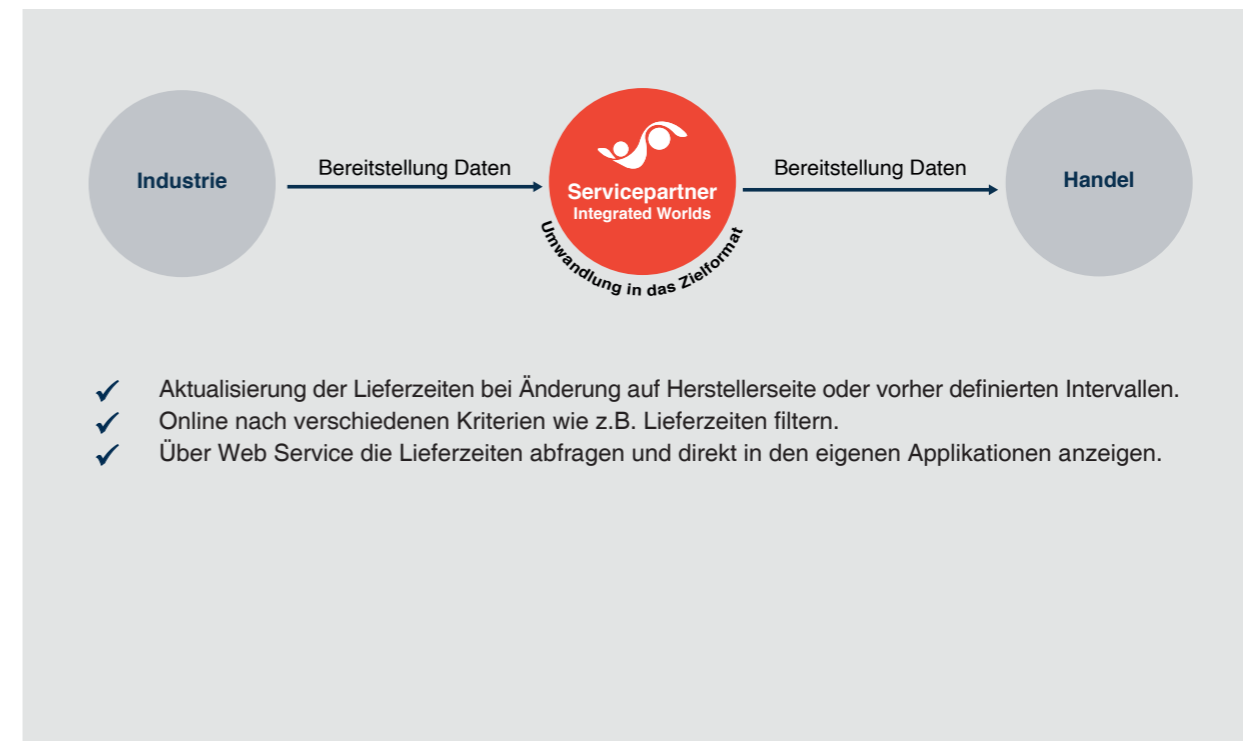 Industrie
Bereitstellung Daten
Servicepartner
Integrated Worlds
Umwandlung in das Zielformat
Bereitstellung Daten
Handel
✓ Aktualisierung der Lieferzeiten bei Änderung auf Herstellerseite oder vorher definierten Intervallen.
✓ Online nach verschiedenen Kriterien wie z.B. Lieferzeiten filtern.
✓ Über Web Service die Lieferzeiten abfragen und direkt in den eigenen Applikationen anzeigen.